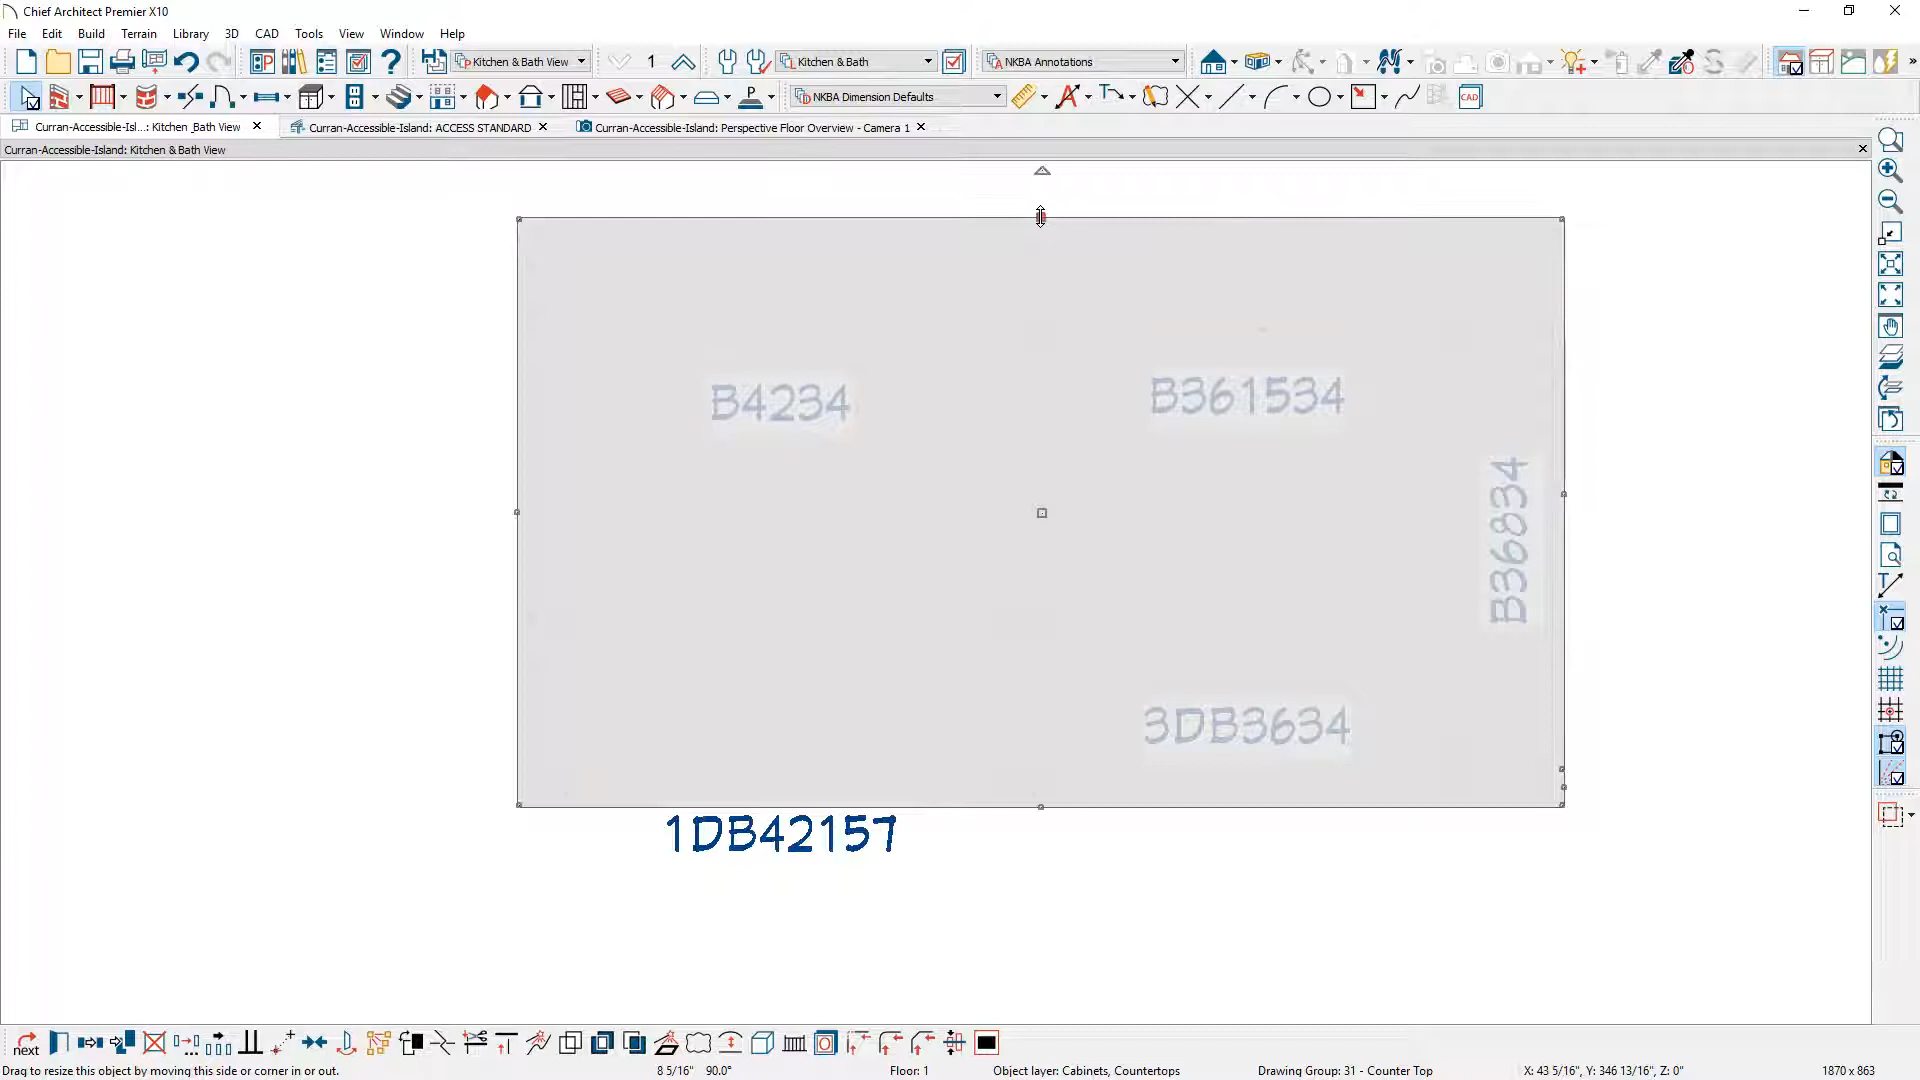 Chief Architect Premier X10
File Edit Build Terrain Library 3D CAD Tools View Window Help
Kitchen & Bath View 1 Kitchen & Bath NKBA Annotations
P NKBA Dimension Defaults CAD
Curran-Accessible-Isl...: Kitchen Bath View Curran-Accessible-Island: ACCESS STANDARD Curran-Accessible-Island: Perspective Floor Overview - Camera 1
Curran-Accessible-Island: Kitchen & Bath View
B4234
B361534
B36834
3DB3634
1DB42157
next
Drag to resize this object by moving this side or corner in or out. 8 5/16" 90.0° Floor: 1 Object layer: Cabinets, Countertops Drawing Group: 31 - Counter Top X: 43 5/16", Y: 346 13/16", Z: 0" 1870 x 863